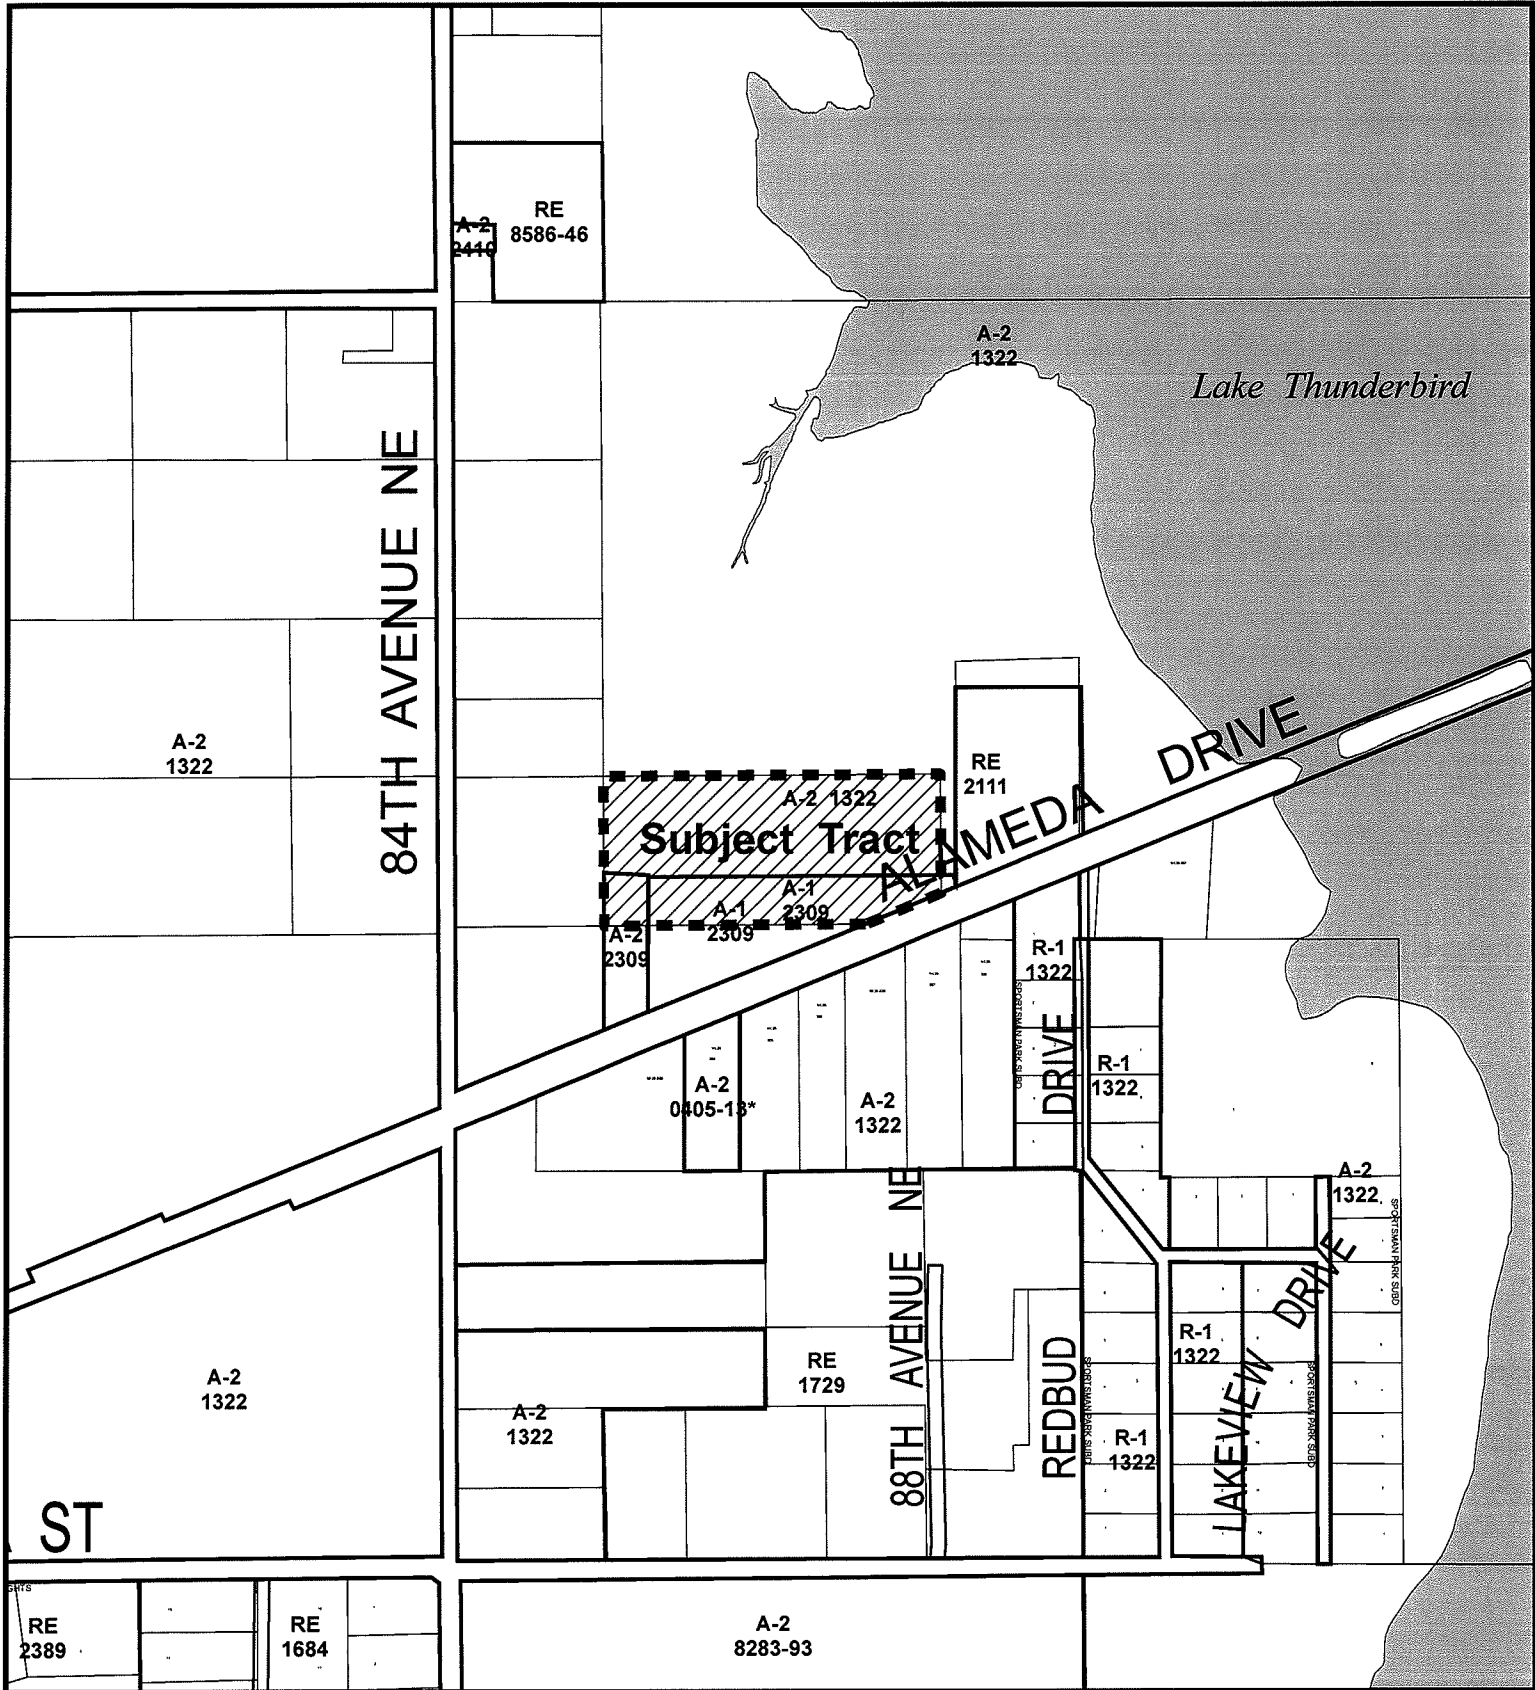 RE
8586-46
A-2
2410
A-2
1322
Lake Thunderbird
84TH AVENUE NE
A-2
1322
RE
2111
ALAMEDA DRIVE
A-2 1322
Subject Tract
A-1
2309
A-1
2309
A-2
2309
R-1
1322
SPORTSMAN PARK SUBD
REDBUD DRIVE
R-1
1322
A-2
0405-13*
A-2
1322
A-2
1322
SPORTSMAN PARK SUBD
88TH AVENUE NE
LAKEVIEW DRIVE
R-1
1322
RE
1729
A-2
1322
A-2
1322
SPORTSMAN PARK SUBD
SPORTSMAN PARK SUBD
R-1
1322
ST
GHTS
RE
2389
RE
1684
A-2
8283-93